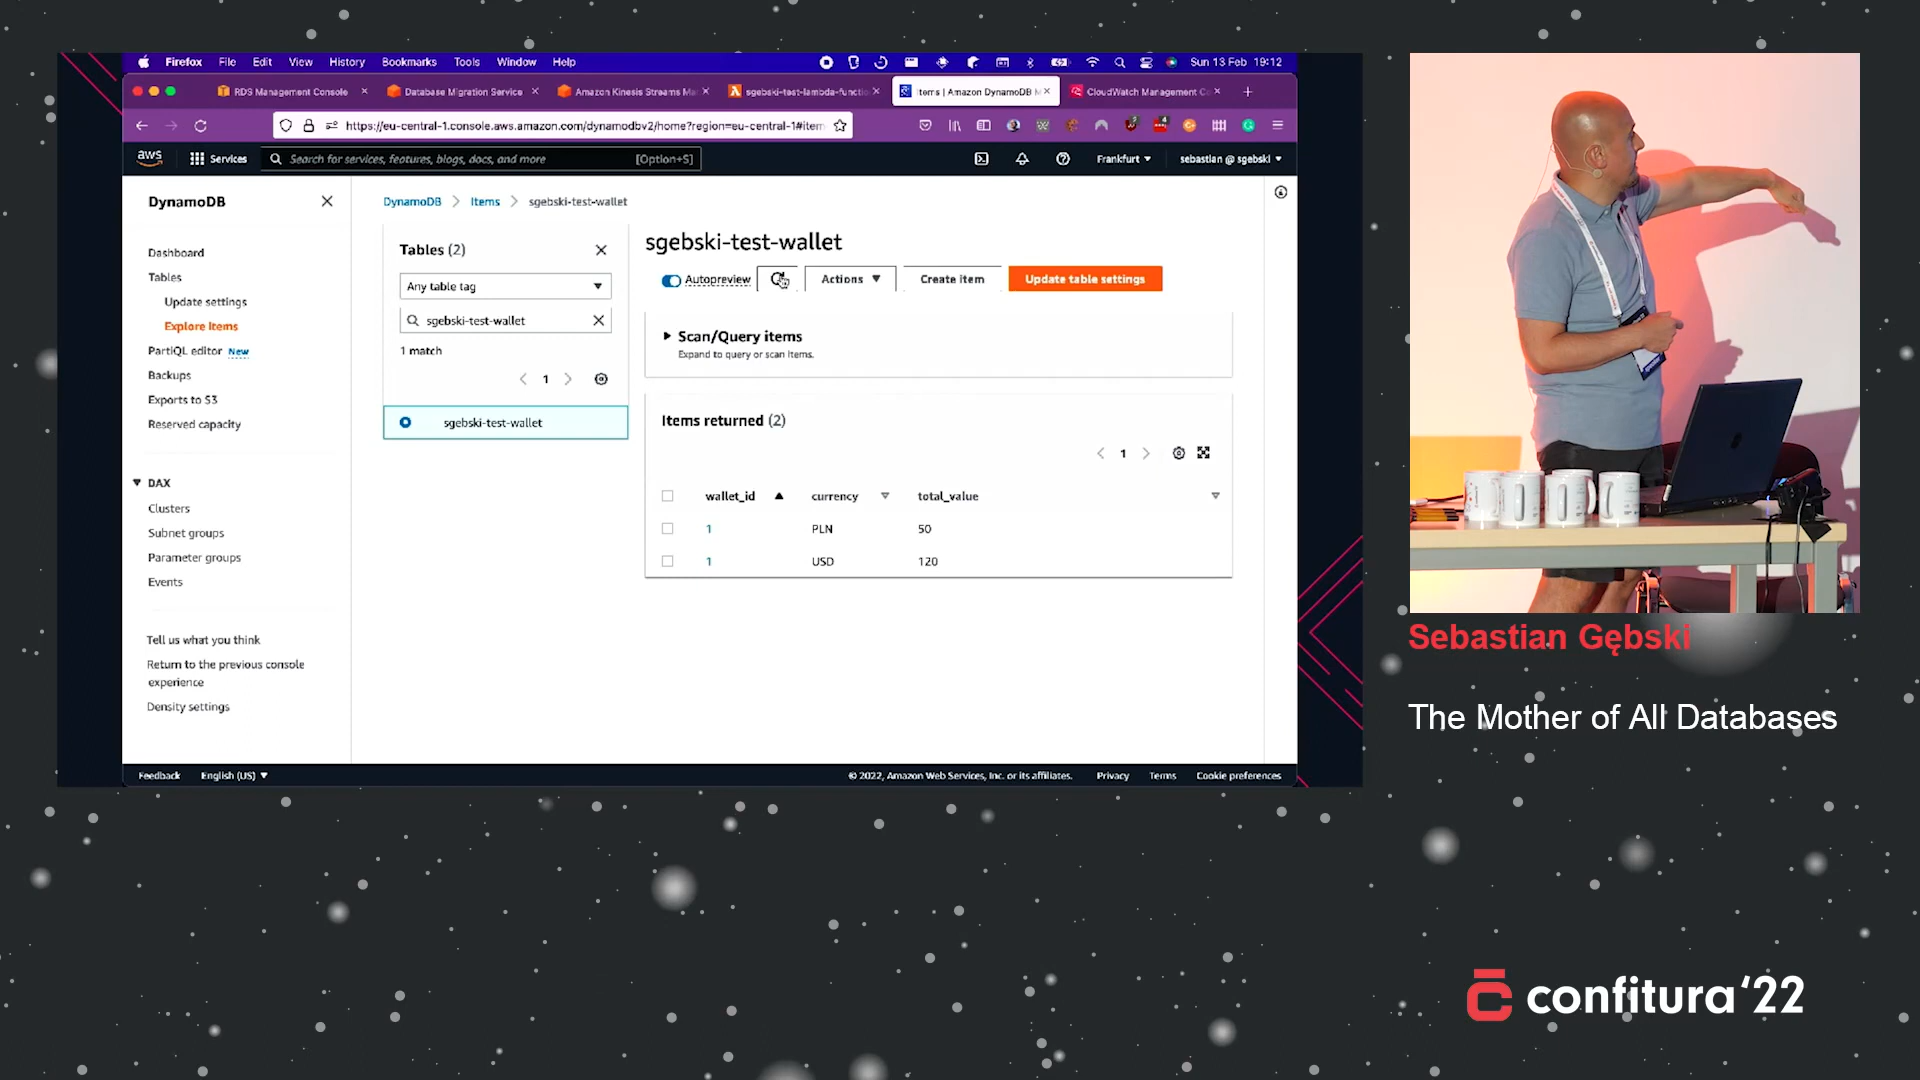 Firefox File Edit View History Bookmarks Tools Window Help Sun 13 Feb 19:12
RDS Management Console
Database Migration Service
Amazon Kinesis Streams Ma
sgebski-test-lambda-functio
Items | Amazon DynamoDB M
CloudWatch Management Co
https://eu-central-1.console.aws.amazon.com/dynamodbv2/home?region=eu-central-1#item
aws Services Search for services, features, blogs, docs, and more [Option+S] Frankfurt sebastian @ sgebski
DynamoDB
Dashboard
Tables
Update settings
Explore items
PartiQL editor New
Backups
Exports to S3
Reserved capacity
DAX
Clusters
Subnet groups
Parameter groups
Events
Tell us what you think
Return to the previous console
experience
Density settings
DynamoDB Items sgebski-test-wallet
Tables (2)
Any table tag
sgebski-test-wallet
1 match
1
sgebski-test-wallet
sgebski-test-wallet
Autopreview Actions Create item Update table settings
Scan/Query items
Expand to query or scan items.
Items returned (2)
1
wallet_id currency total_value
1 PLN 50
1 USD 120
Feedback English (US) © 2022, Amazon Web Services, Inc. or its affiliates. Privacy Terms Cookie preferences
Sebastian Gębski
The Mother of All Databases
confitura'22